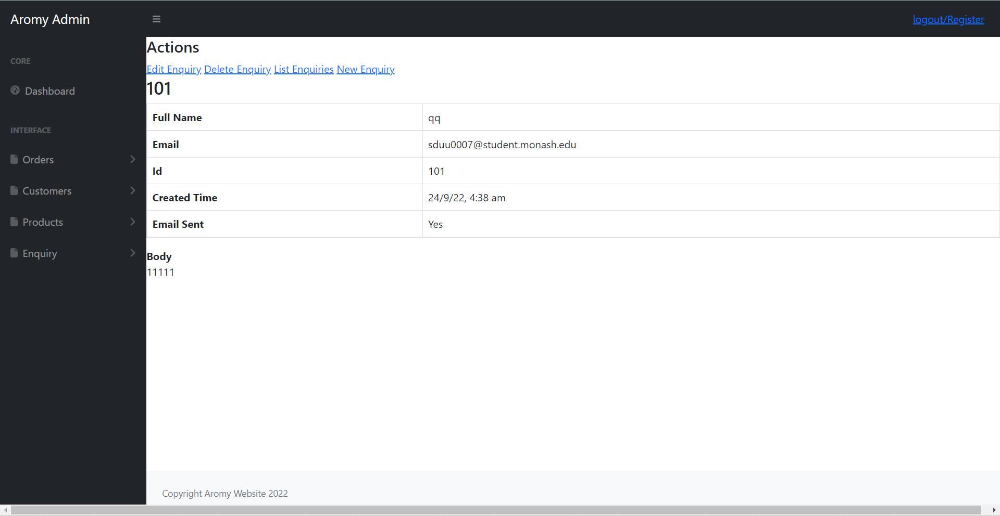 Aromy Admin
logout/Register
CORE
Dashboard
INTERFACE
Orders
Customers
Products
Enquiry
Actions
Edit Enquiry Delete Enquiry List Enquiries New Enquiry
101
Full Name qq
Email sduu0007@student.monash.edu
Id 101
Created Time 24/9/22, 4:38 am
Email Sent Yes
Body
11111
Copyright Aromy Website 2022